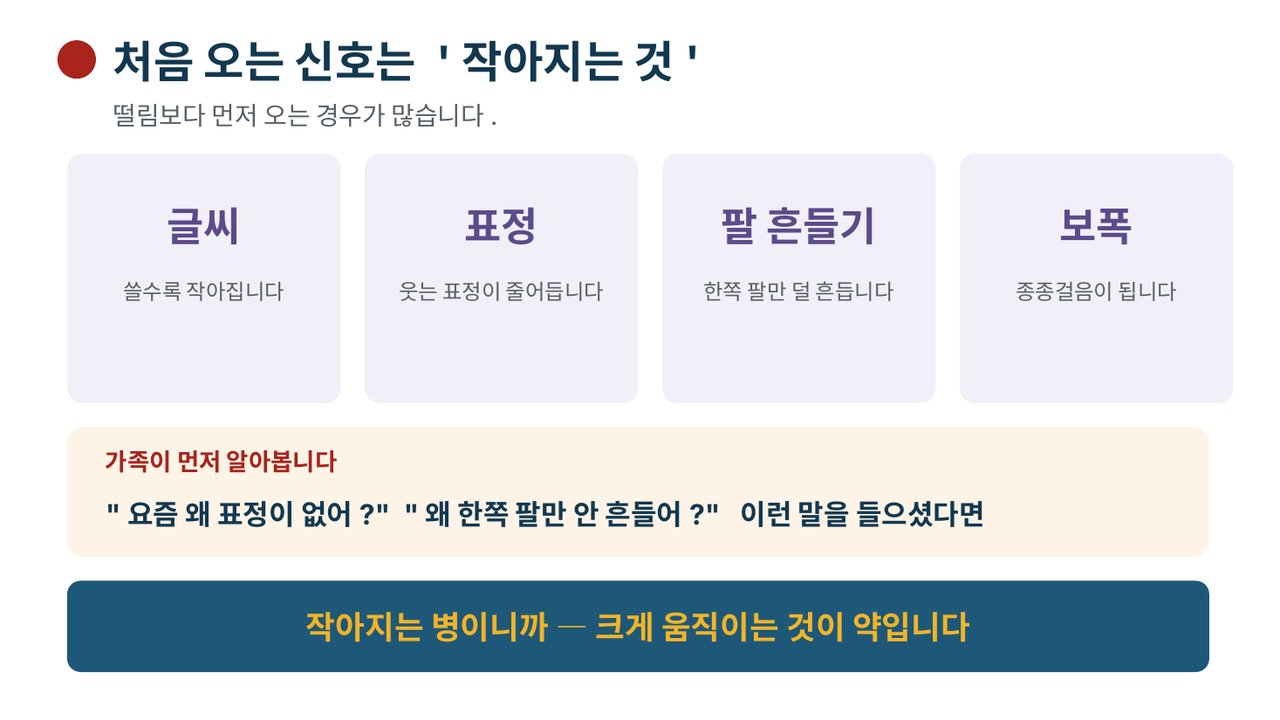 처음 오는 신호는 ' 작아지는 것 '
떨림보다 먼저 오는 경우가 많습니다 .
글씨
쓸수록 작아집니다
표정
웃는 표정이 줄어듭니다
팔 흔들기
한쪽 팔만 덜 흔듭니다
보폭
종종걸음이 됩니다
가족이 먼저 알아봅니다
" 요즘 왜 표정이 없어 ?" " 왜 한쪽 팔만 안 흔들어 ?" 이런 말을 들으셨다면
작아지는 병이니까 — 크게 움직이는 것이 약입니다